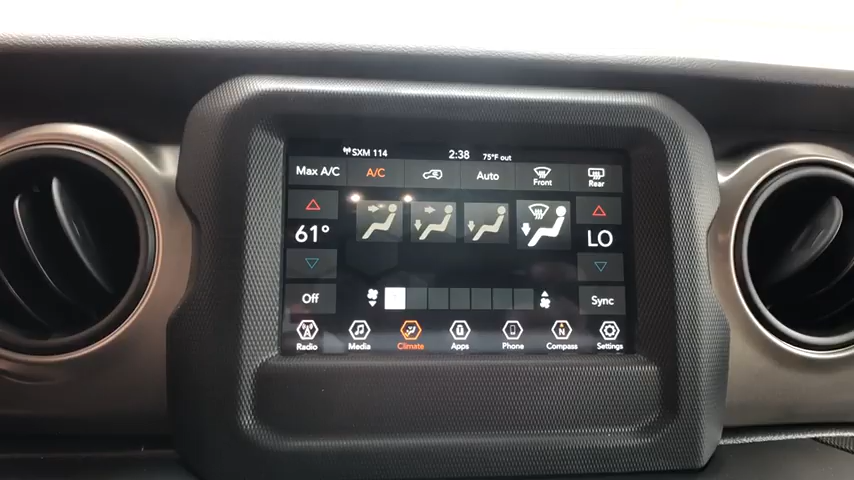 SXM 114 2:38 75°F out
Max A/C A/C Auto Front Rear
61° LO
Off Sync
Radio Media Climate Apps Phone Compass Settings